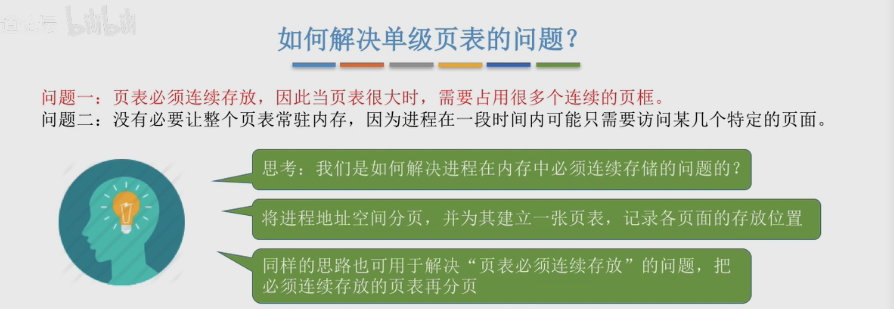 如何解决单级页表的问题？
问题一：页表必须连续存放，因此当页表很大时，需要占用很多个连续的页框。
问题二：没有必要让整个页表常驻内存，因为进程在一段时间内可能只需要访问某几个特定的页面。
思考：我们是如何解决进程在内存中必须连续存储的问题的？
将进程地址空间分页，并为其建立一张页表，记录各页面的存放位置
同样的思路也可用于解决“页表必须连续存放”的问题，把
必须连续存放的页表再分页